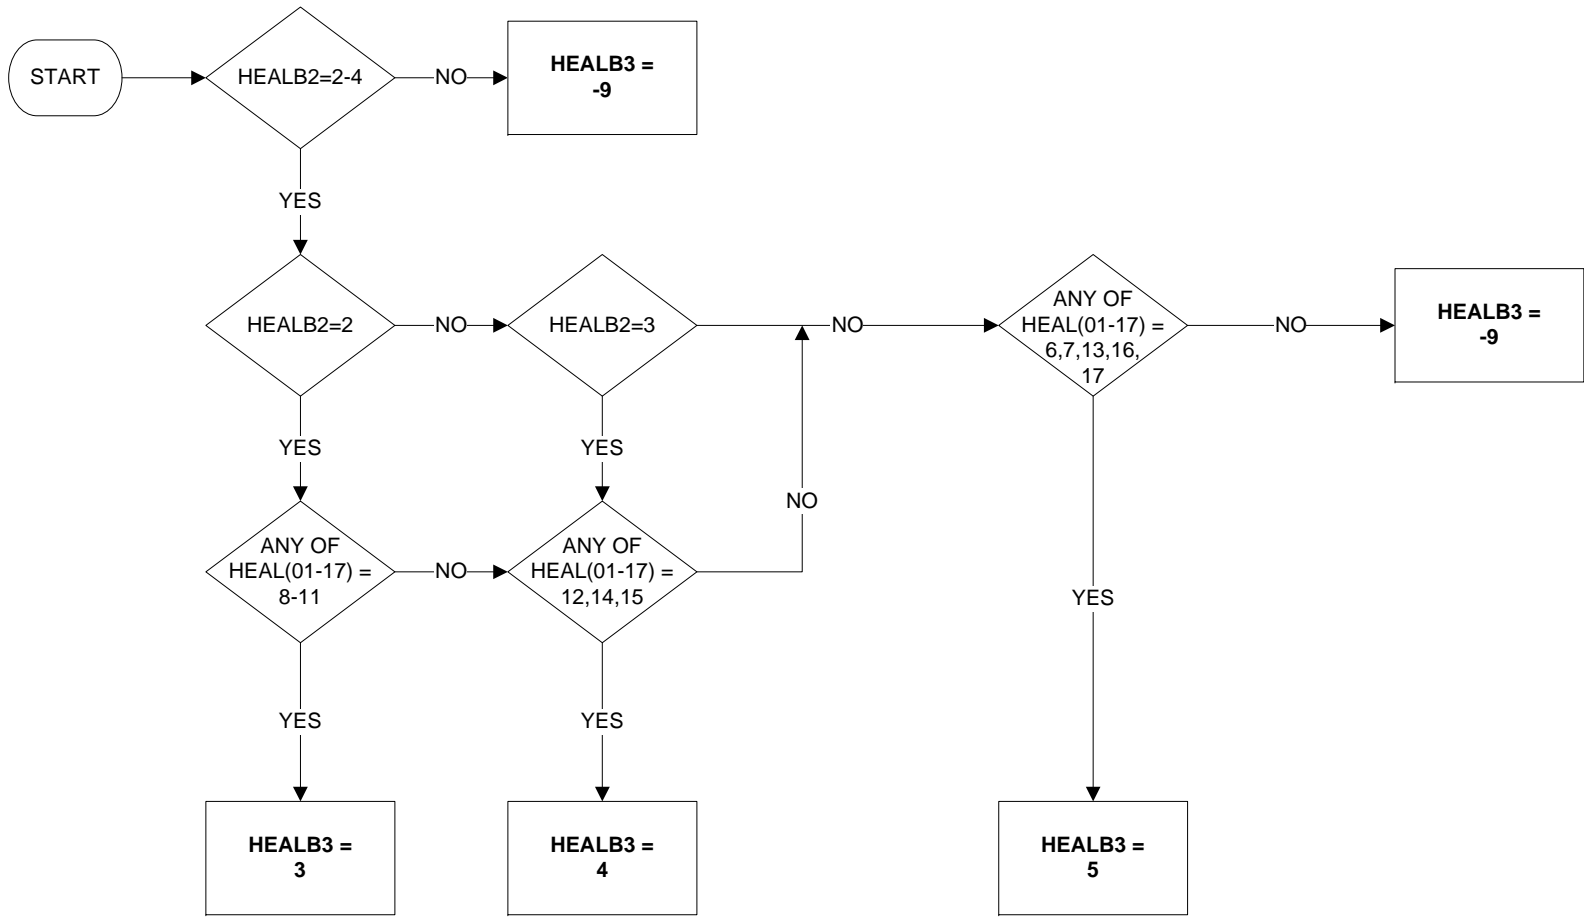 START
HEALB2=2-4
NO
HEALB3 =
-9
YES
HEALB2=2
NO
HEALB2=3
NO
ANY OF
HEAL(01-17) =
6,7,13,16,
17
NO
HEALB3 =
-9
YES
YES
NO
ANY OF
HEAL(01-17) =
8-11
NO
ANY OF
HEAL(01-17) =
12,14,15
YES
YES
YES
HEALB3 =
3
HEALB3 =
4
HEALB3 =
5